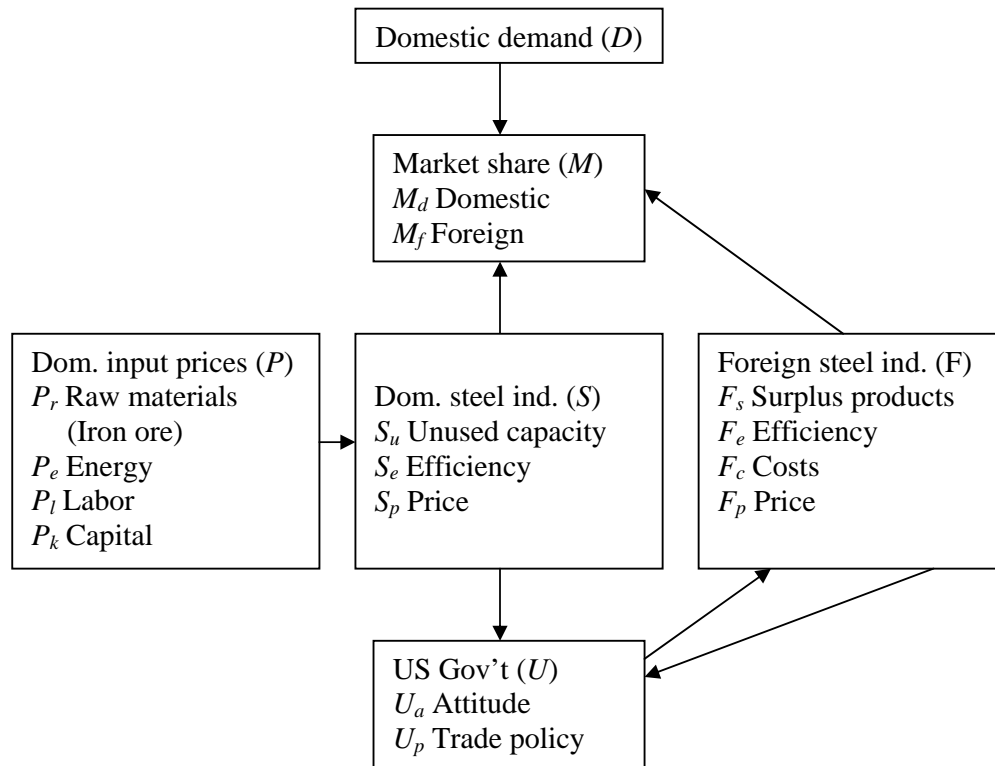 Domestic demand (D)
Market share (M)
M_d Domestic
M_f Foreign
Dom. input prices (P)
P_r Raw materials
(Iron ore)
P_e Energy
P_l Labor
P_k Capital
Dom. steel ind. (S)
S_u Unused capacity
S_e Efficiency
S_p Price
Foreign steel ind. (F)
F_s Surplus products
F_e Efficiency
F_c Costs
F_p Price
US Gov’t (U)
U_a Attitude
U_p Trade policy